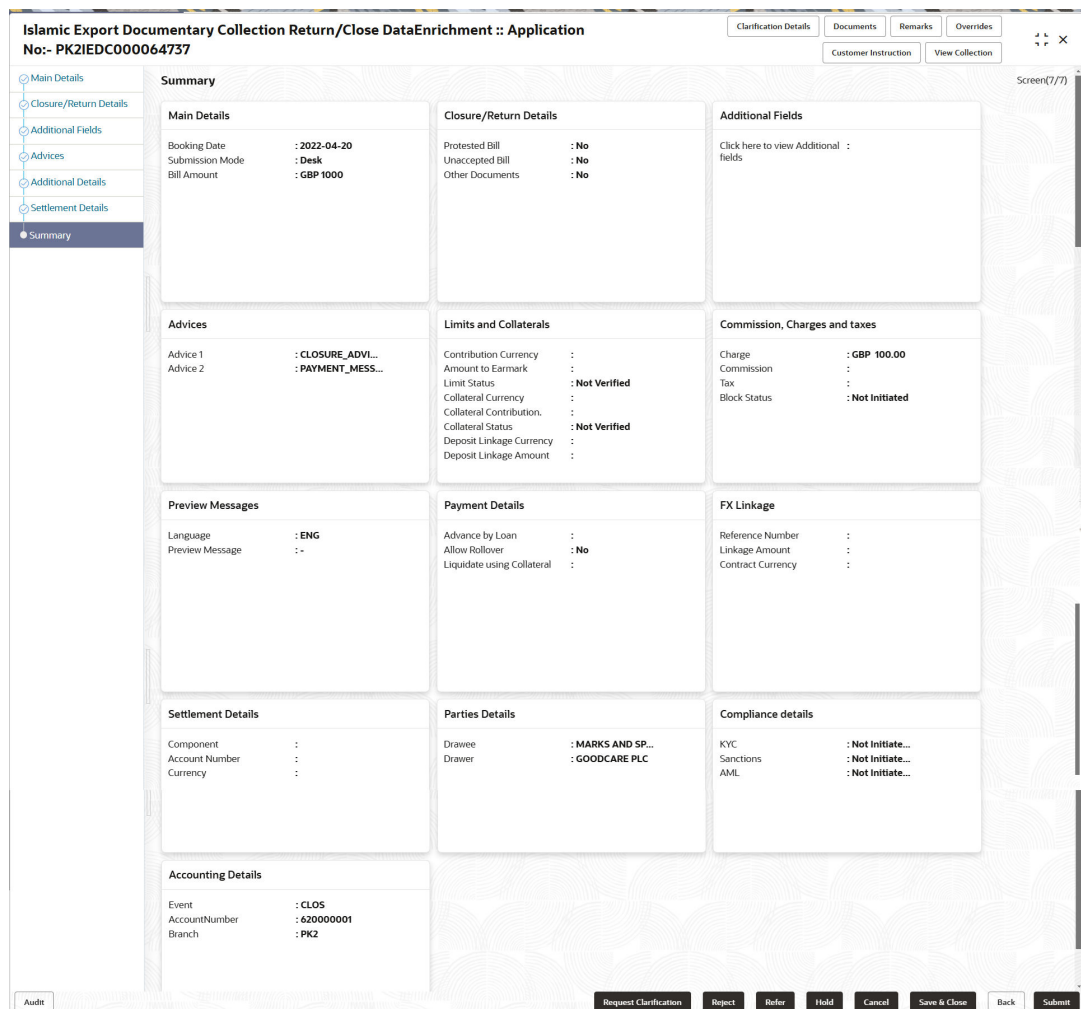 Islamic Export Documentary Collection Return/Close DataEnrichment :: Application
No:- PK2IEDC000064737
Clarification Details
Documents
Remarks
Overrides
Customer Instruction
View Collection
Main Details
Closure/Return Details
Additional Fields
Advices
Additional Details
Settlement Details
Summary
Summary
Screen(7/7)
Main Details
Booking Date : 2022-04-20
Submission Mode : Desk
Bill Amount : GBP 1000
Closure/Return Details
Protested Bill : No
Unaccepted Bill : No
Other Documents : No
Additional Fields
Click here to view Additional :
fields
Advices
Advice 1 : CLOSURE_ADVI...
Advice 2 : PAYMENT_MESS...
Limits and Collaterals
Contribution Currency :
Amount to Earmark :
Limit Status : Not Verified
Collateral Currency :
Collateral Contribution. :
Collateral Status : Not Verified
Deposit Linkage Currency :
Deposit Linkage Amount :
Commission, Charges and taxes
Charge : GBP 100.00
Commission :
Tax :
Block Status : Not Initiated
Preview Messages
Language : ENG
Preview Message : -
Payment Details
Advance by Loan :
Allow Rollover : No
Liquidate using Collateral :
FX Linkage
Reference Number :
Linkage Amount :
Contract Currency :
Settlement Details
Component :
Account Number :
Currency :
Parties Details
Drawee : MARKS AND SP...
Drawer : GOODCARE PLC
Compliance details
KYC : Not Initiate...
Sanctions : Not Initiate...
AML : Not Initiate...
Accounting Details
Event : CLOS
AccountNumber : 620000001
Branch : PK2
Audit
Request Clarification
Reject
Refer
Hold
Cancel
Save & Close
Back
Submit